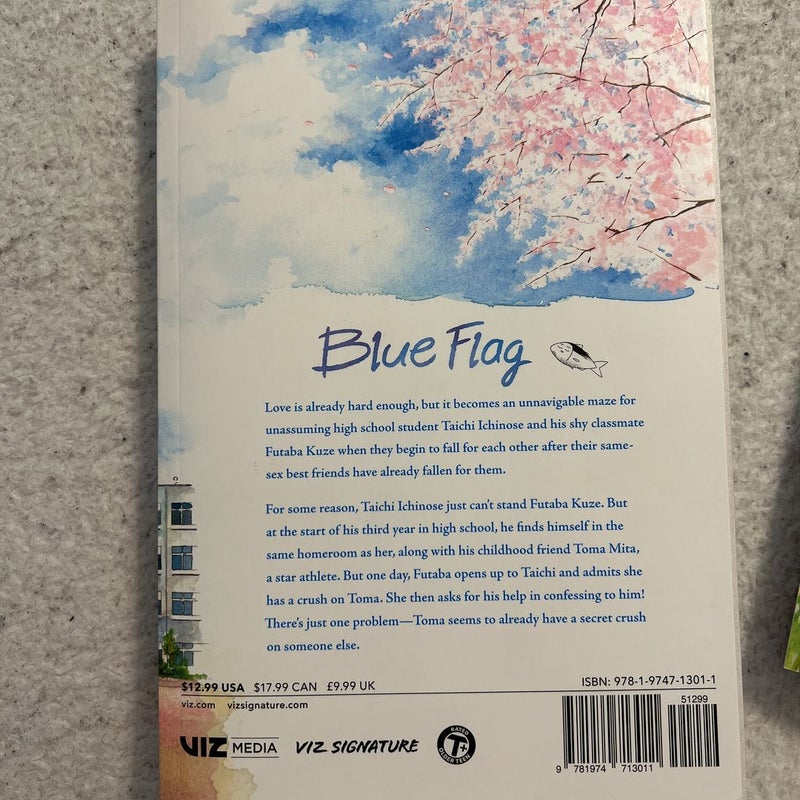 Blue Flag
Love is already hard enough, but it becomes an unnavigable maze for
unassuming high school student Taichi Ichinose and his shy classmate
Futaba Kuze when they begin to fall for each other after their same-
sex best friends have already fallen for them.
For some reason, Taichi Ichinose just can't stand Futaba Kuze. But
at the start of his third year in high school, he finds himself in the
same homeroom as her, along with his childhood friend Toma Mita,
a star athlete. But one day, Futaba opens up to Taichi and admits she
has a crush on Toma. She then asks for his help in confessing to him!
There's just one problem—Toma seems to already have a secret crush
on someone else.
$12.99 USA $17.99 CAN £9.99 UK
ISBN: 978-1-9747-1301-1
viz.com vizsignature.com
51299
VIZ MEDIA VIZ SIGNATURE
RATED
T+
OLDER TEEN
9 781974 713011